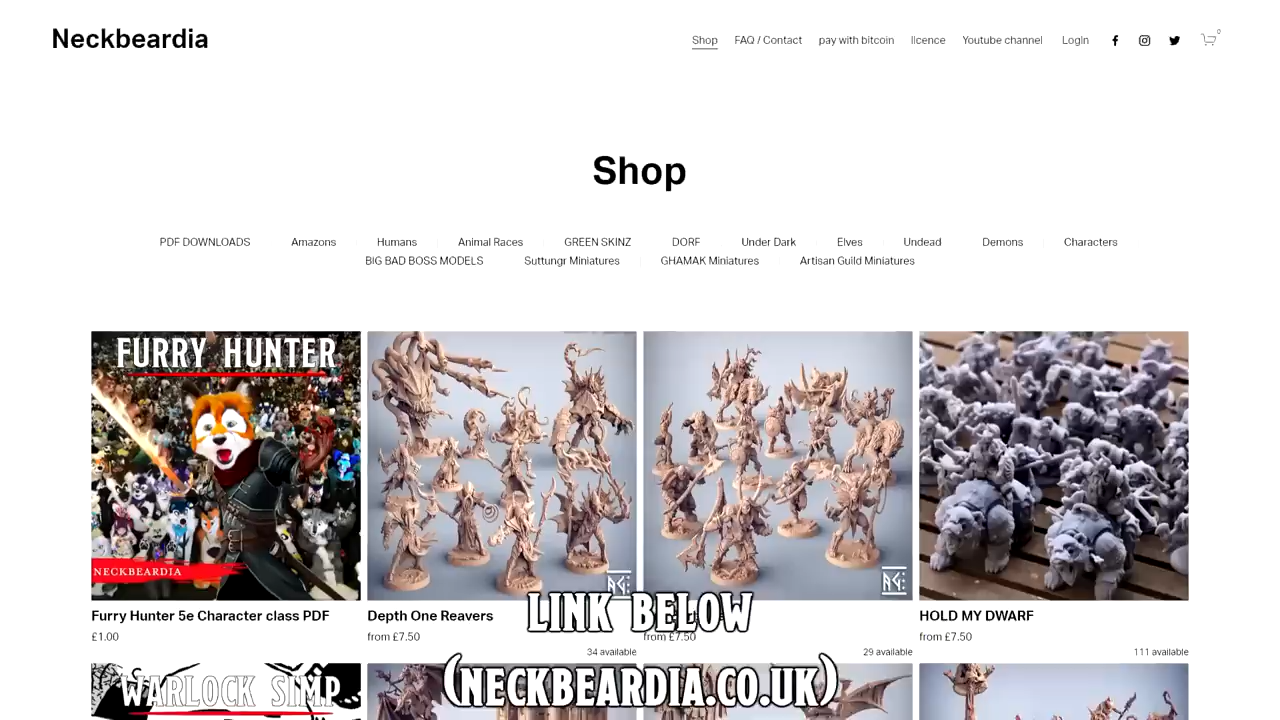 Neckbeardia
Shop FAQ / Contact pay with bitcoin licence Youtube channel Login 0
Shop
PDF DOWNLOADS Amazons Humans Animal Races GREEN SKINZ DORF Under Dark Elves Undead Demons Characters
BIG BAD BOSS MODELS Suttungr Miniatures GHAMAK Miniatures Artisan Guild Miniatures
FURRY HUNTER
NECKBEARDIA
Furry Hunter 5e Character class PDF
£1.00
Depth One Reavers
from £7.50
34 available
from £7.50
29 available
HOLD MY DWARF
from £7.50
111 available
LINK BELOW
(NECKBEARDIA.CO.UK)
WARLOCK SIMP